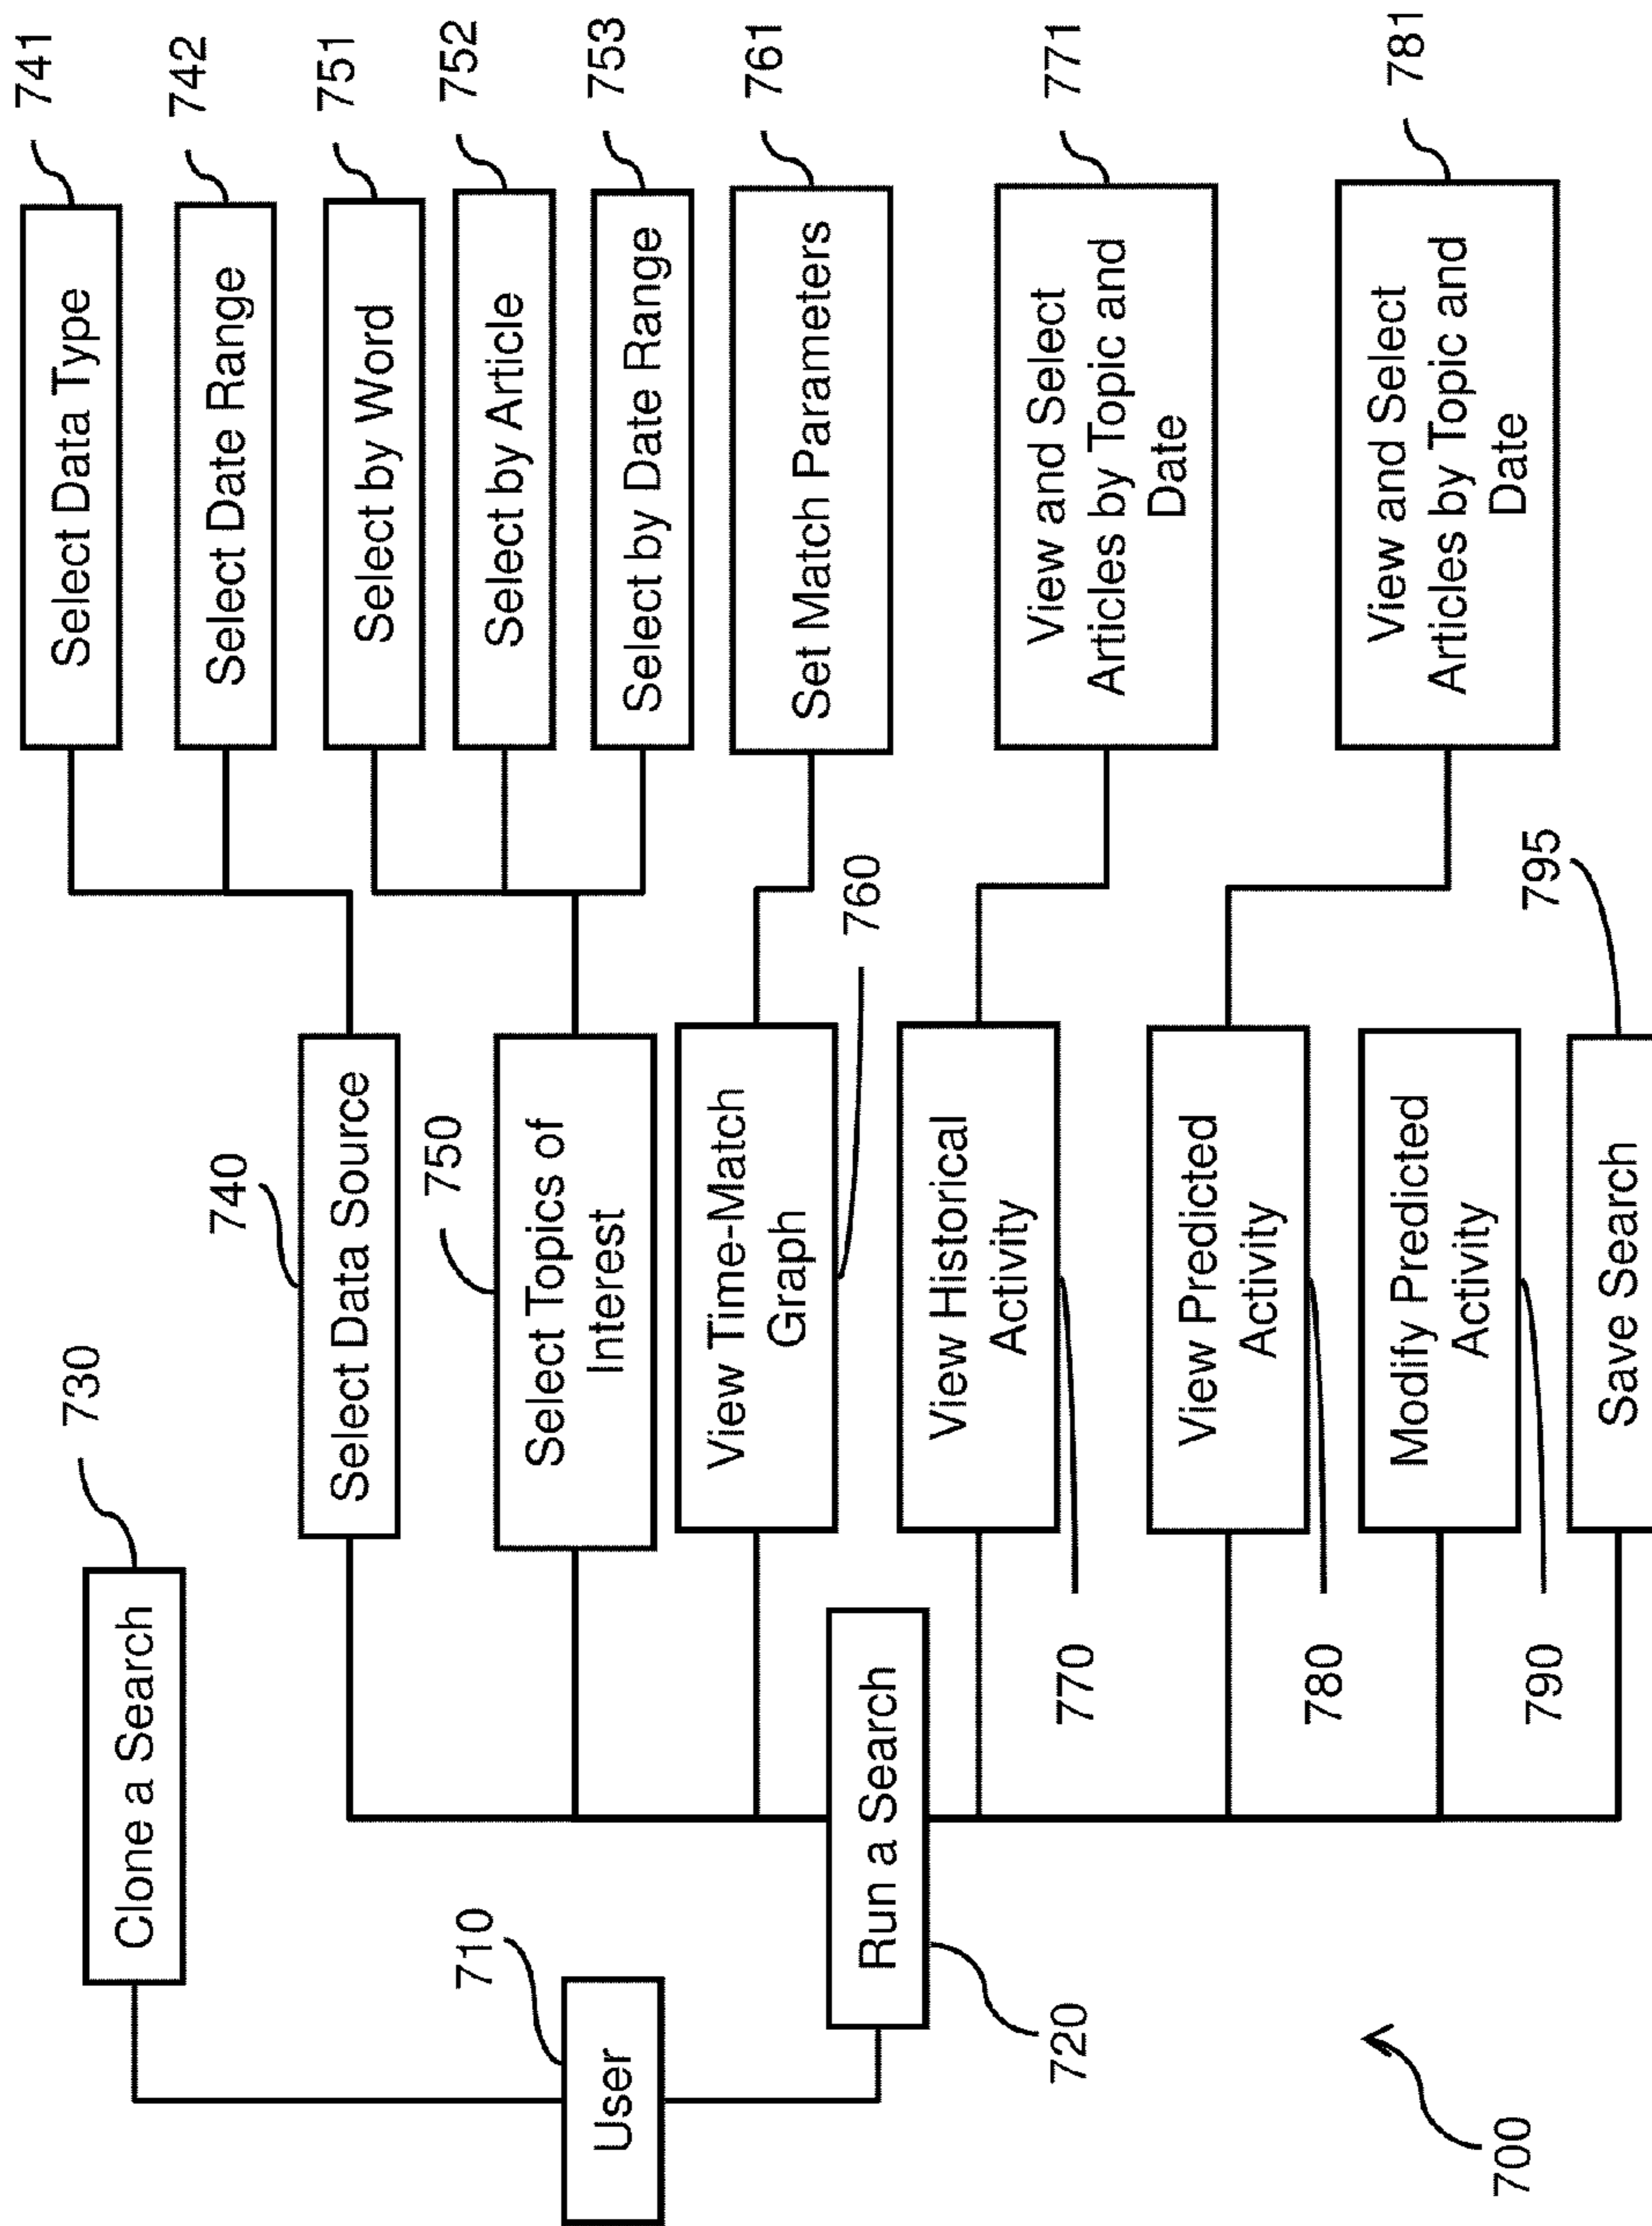 741
Select Data Type
742
Select Date Range
751
Select by Word
752
Select by Article
753
Select by Date Range
761
Set Match Parameters
771
View and Select
Articles by Topic and
Date
781
View and Select
Articles by Topic and
Date
730
Clone a Search
740
Select Data Source
750
Select Topics of
Interest
760
View Time-Match
Graph
770
View Historical
Activity
780
View Predicted
Activity
790
Modify Predicted
Activity
795
Save Search
710
User
720
Run a Search
700